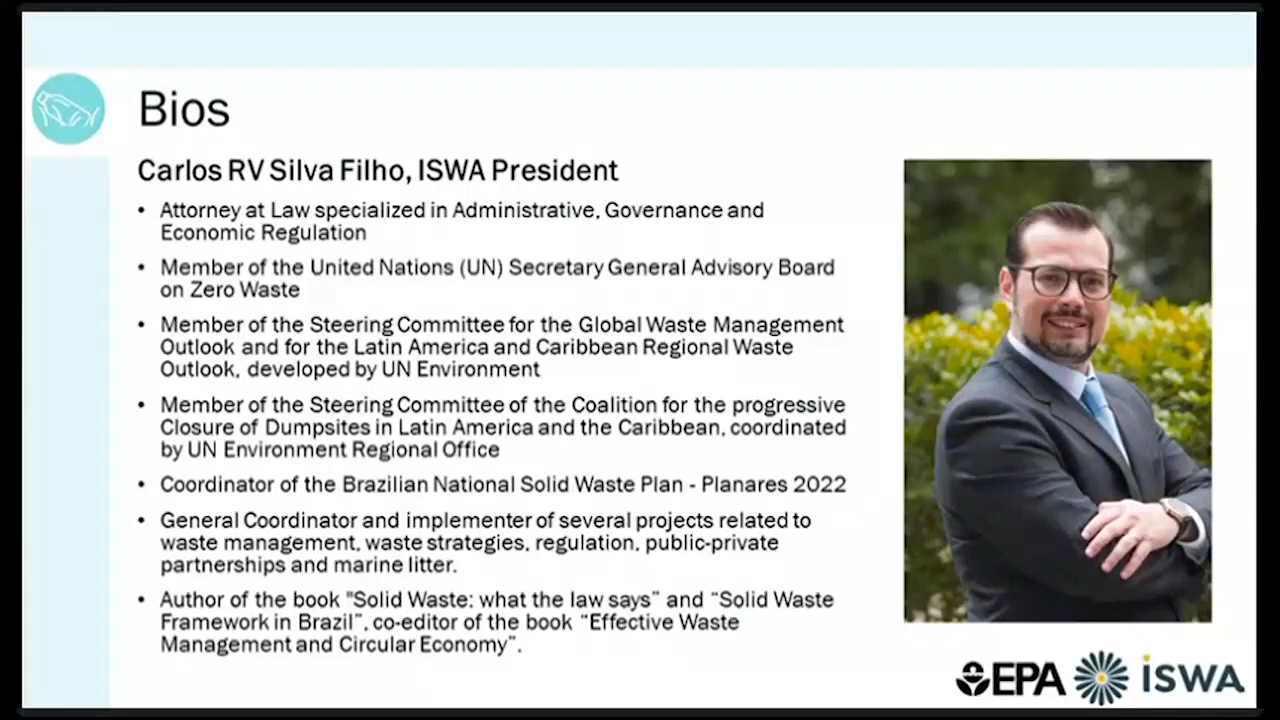 Bios
Carlos RV Silva Filho, ISWA President
• Attorney at Law specialized in Administrative, Governance and
Economic Regulation
• Member of the United Nations (UN) Secretary General Advisory Board
on Zero Waste
• Member of the Steering Committee for the Global Waste Management
Outlook and for the Latin America and Caribbean Regional Waste
Outlook, developed by UN Environment
• Member of the Steering Committee of the Coalition for the progressive
Closure of Dumpsites in Latin America and the Caribbean, coordinated
by UN Environment Regional Office
• Coordinator of the Brazilian National Solid Waste Plan - Planares 2022
• General Coordinator and implementer of several projects related to
waste management, waste strategies, regulation, public-private
partnerships and marine litter.
• Author of the book "Solid Waste: what the law says” and “Solid Waste
Framework in Brazil”, co-editor of the book “Effective Waste
Management and Circular Economy”.
EPA iSWA